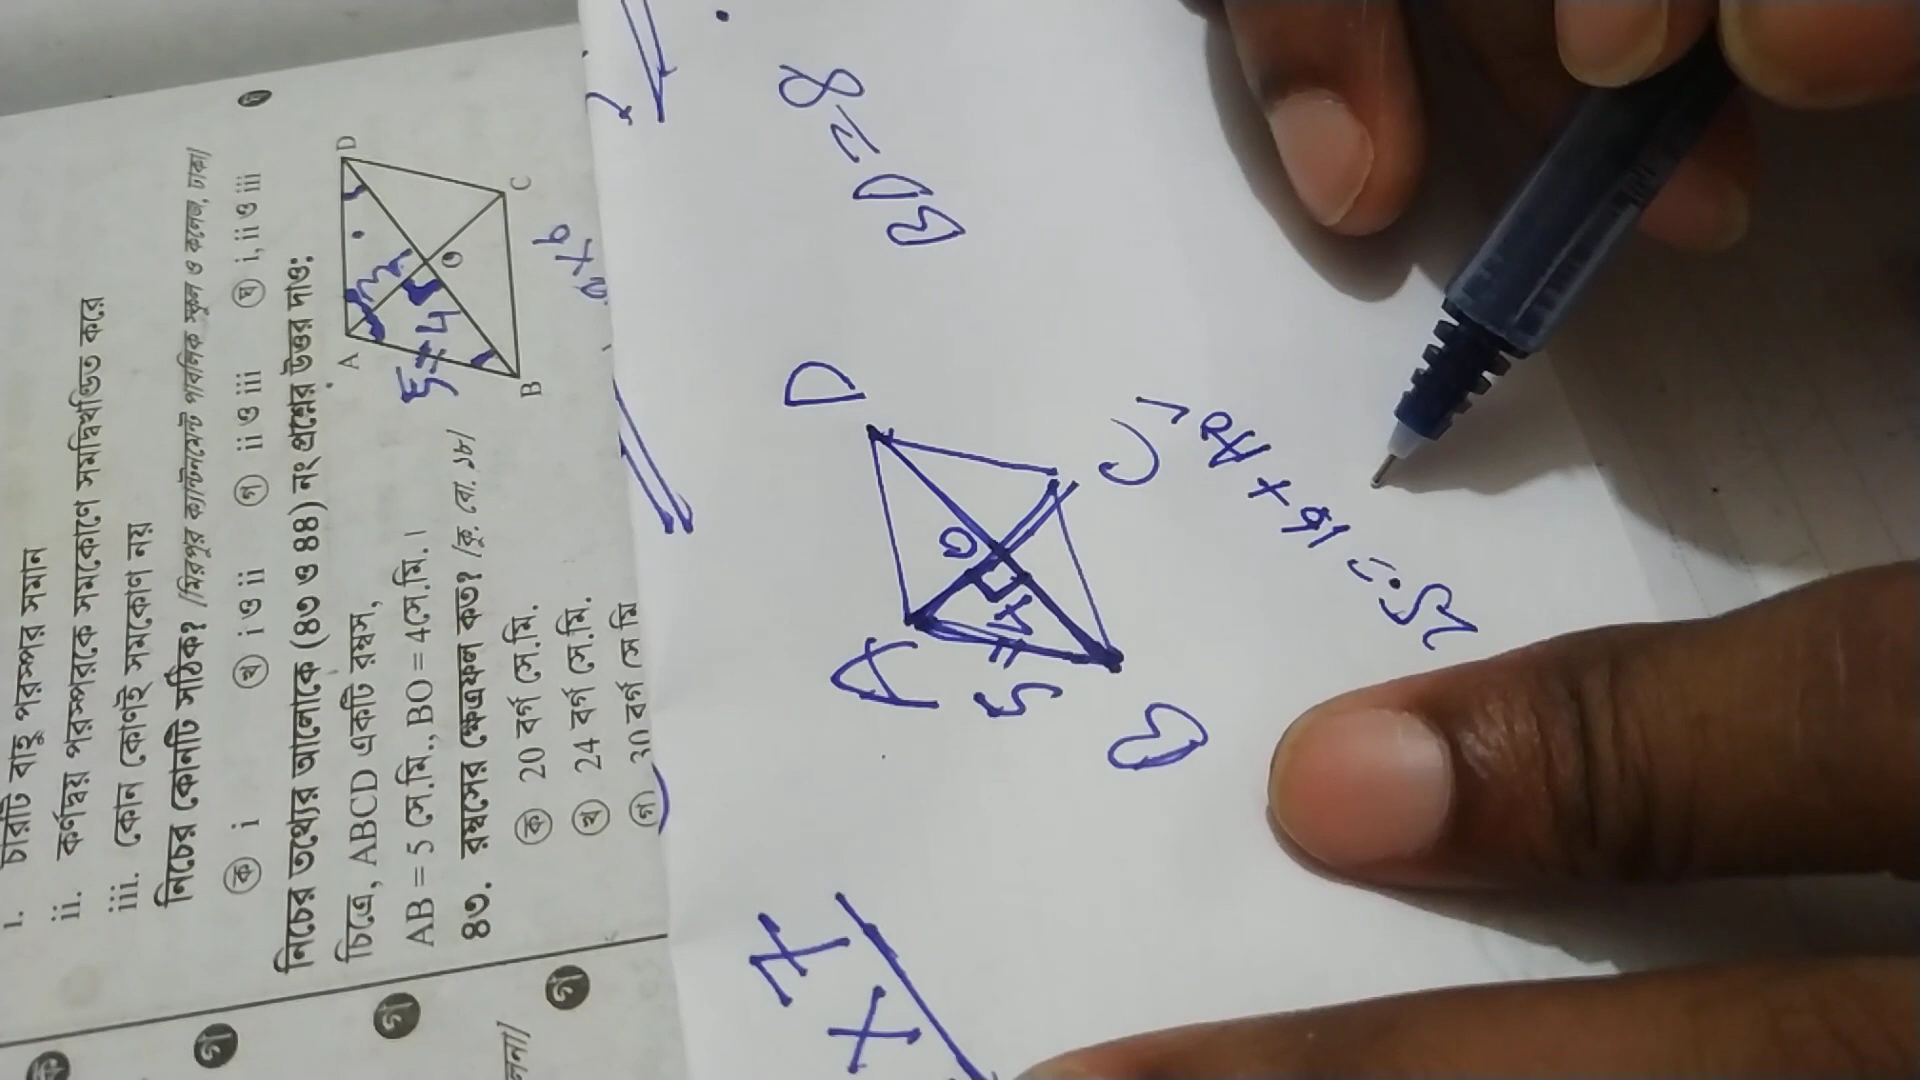 i. চারটি বাহু পরস্পর সমান
ii. কর্ণদ্বয় পরস্পরকে সমকোণে সমদ্বিখণ্ডিত করে
iii. কোন কোণই সমকোণ নয়
নিচের কোনটি সঠিক? [মিরপুর ক্যান্টনমেন্ট পাবলিক স্কুল ও কলেজ, ঢাকা]
ক i খ i ও ii গ ii ও iii ঘ i, ii ও iii
নিচের তথ্যের আলোকে (৪৩ ও ৪৪) নং প্রশ্নের উত্তর দাও:
চিত্রে, ABCD একটি রম্বস,
AB = 5 সে.মি., BO = 4সে.মি.।
৪৩. রম্বসের ক্ষেত্রফল কত? [কু. বো. ১৮]
ক 20 বর্গ সে.মি.
খ 24 বর্গ সে.মি.
গ 30 বর্গ সে মি
A D
O
B C
5 4
a x b
ক
গ
গ
গ
BD = 8
D
A O C
4
5
B
5² = 16 +